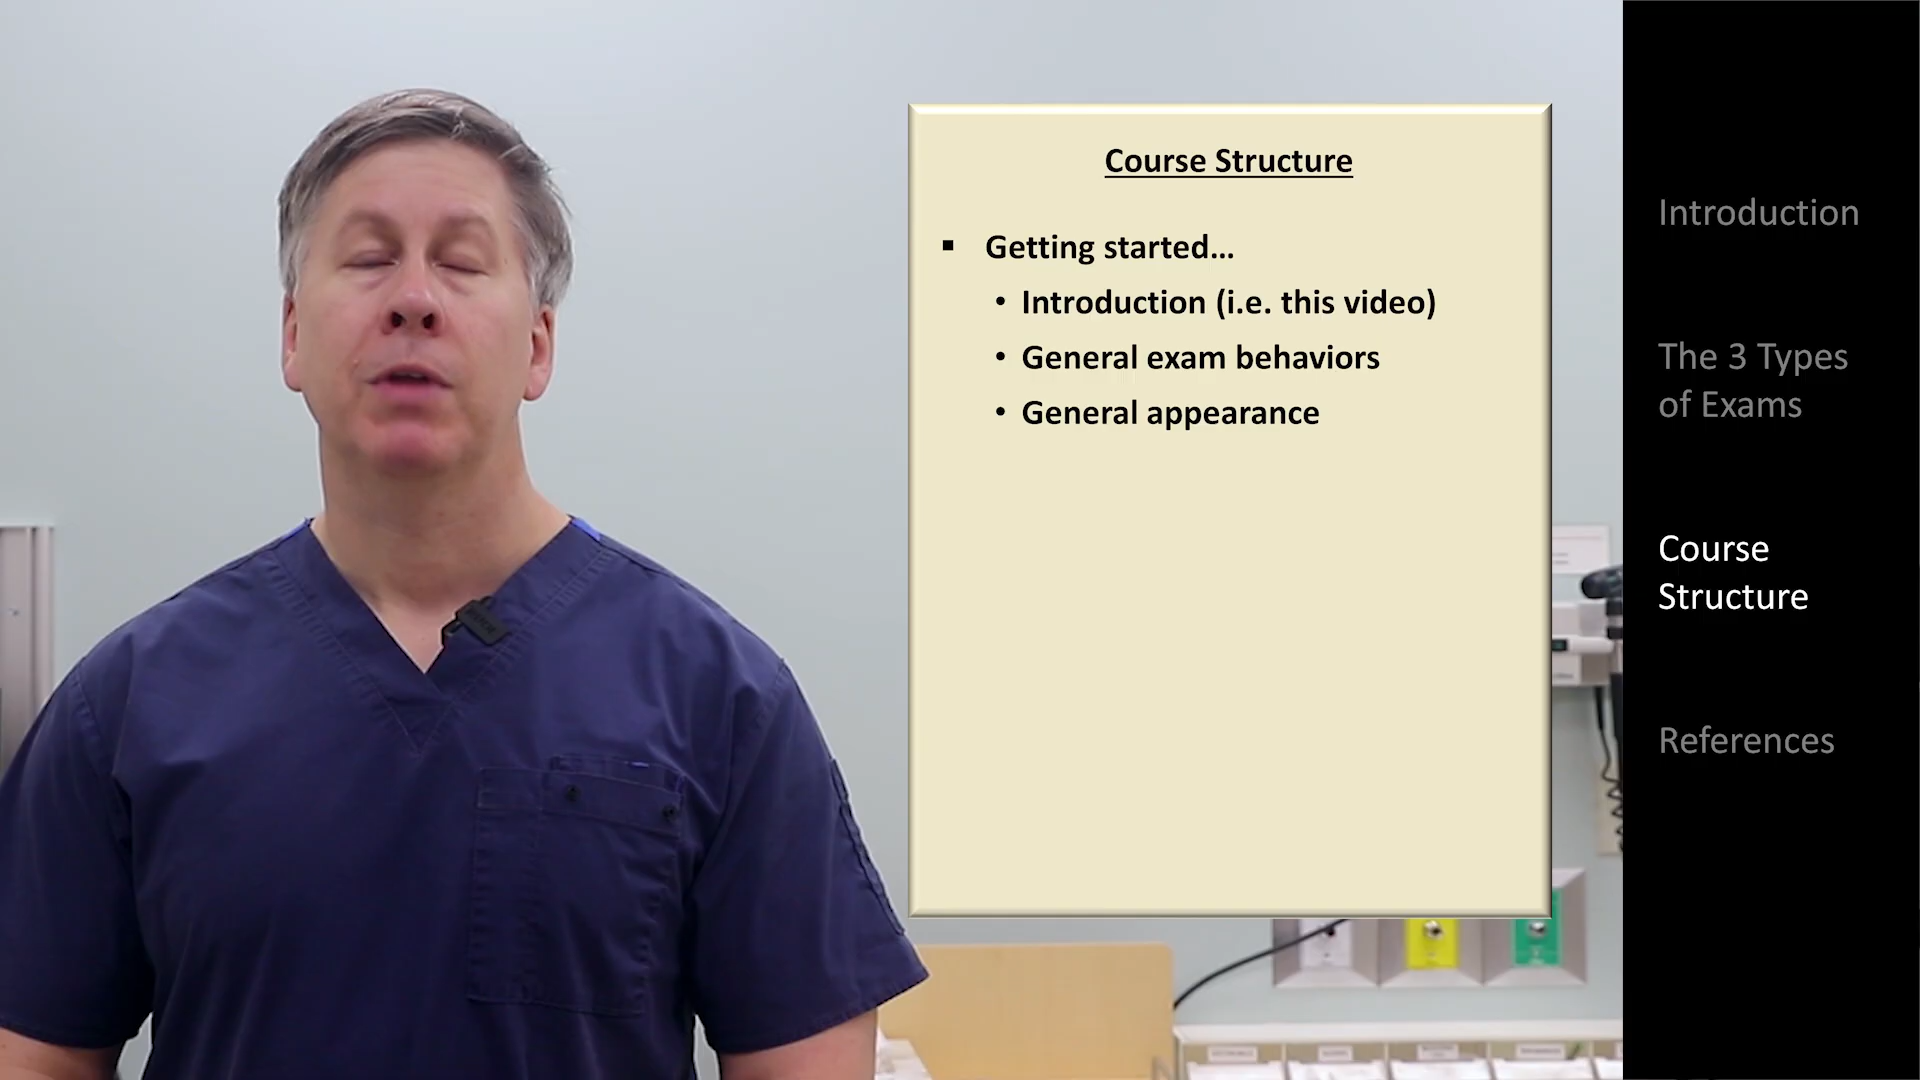 Course Structure
▪ Getting started...
• Introduction (i.e. this video)
• General exam behaviors
• General appearance
Introduction
The 3 Types
of Exams
Course
Structure
References